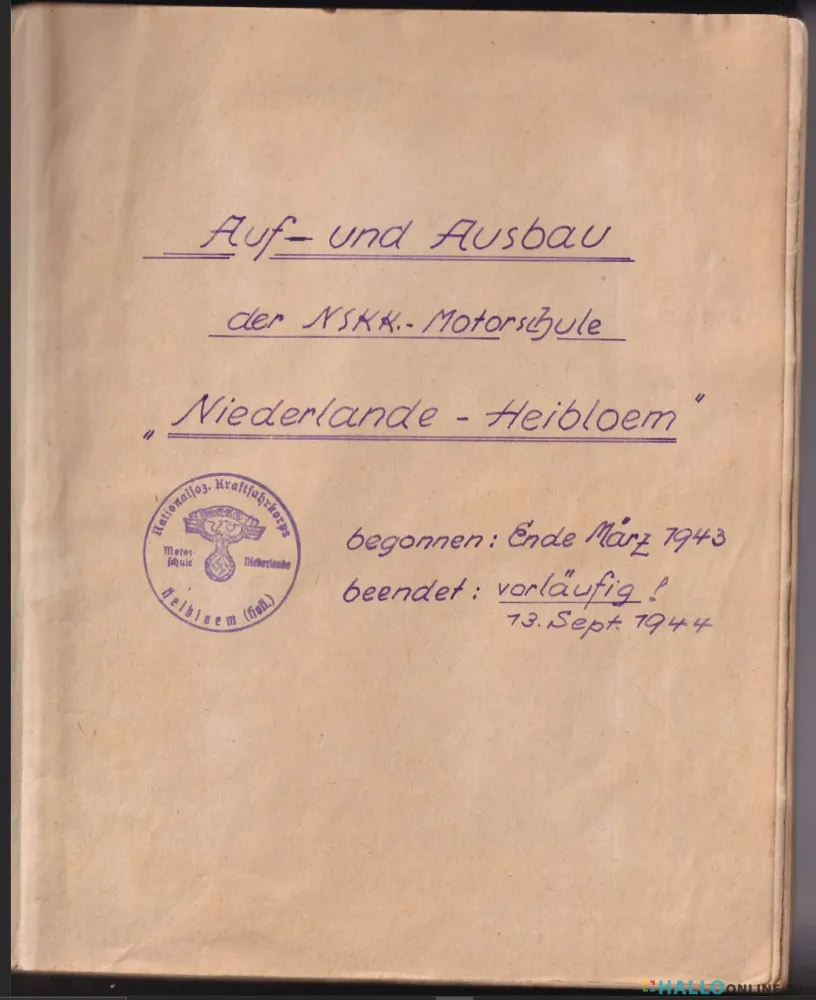 Auf- und Ausbau
der NSKK.- Motorschule
„Niederlande - Heibloem"
Nationalsoz. Kraftfahrkorps
Motor-
schule
Niederlande
Heibloem (Holl.)
begonnen: Ende März 1943
beendet: vorläufig!
13. Sept. 1944
HALLOONLINE